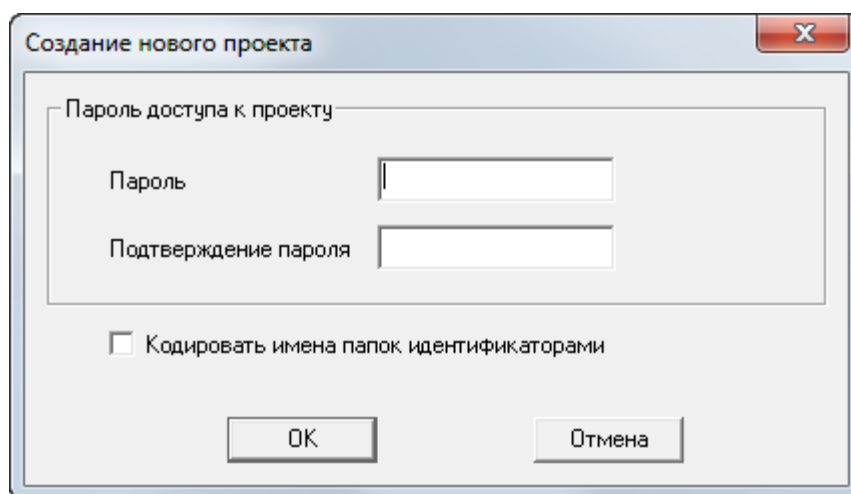 Создание нового проекта
Пароль доступа к проекту
Пароль
Подтверждение пароля
Кодировать имена папок идентификаторами
OK
Отмена